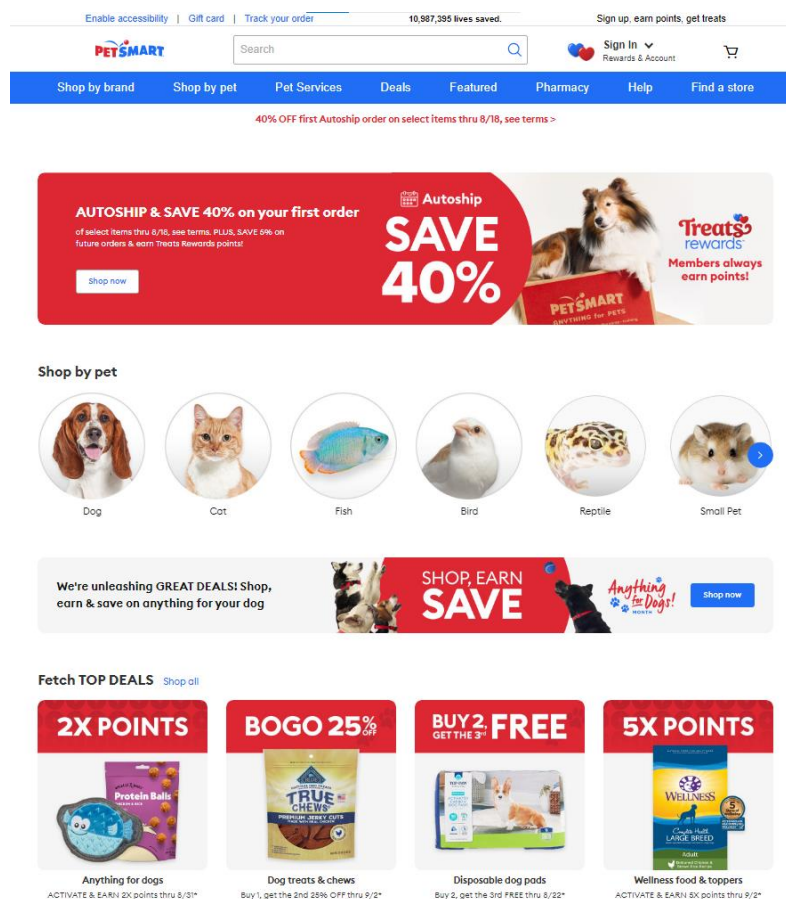 Enable accessibility | Gift card | Track your order
10,987,395 lives saved.
Sign up, earn points, get treats
PETSMART
Search
Sign In
Rewards & Account
Shop by brand
Shop by pet
Pet Services
Deals
Featured
Pharmacy
Help
Find a store
40% OFF first Autoship order on select items thru 8/18, see terms >
AUTOSHIP & SAVE 40% on your first order
of select items thru 8/18, see terms. PLUS, SAVE 5% on
future orders & earn Treats Rewards points!
Shop now
Autoship
SAVE
40%
PETSMART
ANYTHING for PETS
Treats
rewards
Members always
earn points!
Shop by pet
Dog
Cat
Fish
Bird
Reptile
Small Pet
We're unleashing GREAT DEALS! Shop,
earn & save on anything for your dog
SHOP, EARN
SAVE
Anything
for Dogs!
MONTH
Shop now
Fetch TOP DEALS Shop all
2X POINTS
Protein Balls
Anything for dogs
ACTIVATE & EARN 2X points thru 8/31*
BOGO 25% OFF
BLUE
TRUE
CHEWS
PREMIUM JERKY CUTS
Dog treats & chews
Buy 1, get the 2nd 25% OFF thru 9/2*
BUY 2,
GET THE 3rd FREE
Disposable dog pads
Buy 2, get the 3rd FREE thru 8/22*
5X POINTS
WELLNESS
Complete Health
LARGE BREED
Adult
Wellness food & toppers
ACTIVATE & EARN 5X points thru 9/2*